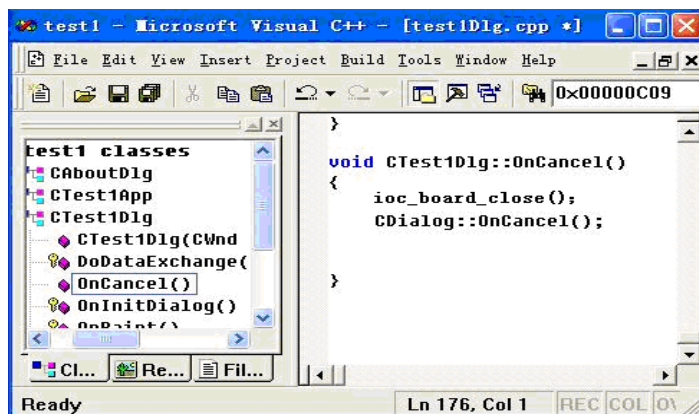 test1 - Microsoft Visual C++ - [test1Dlg.cpp *]
File Edit View Insert Project Build Tools Window Help
0x00000C09
test1 classes
CAboutDlg
CTest1App
CTest1Dlg
CTest1Dlg(CWnd
DoDataExchange(
OnCancel()
OnInitDialog()
OnPaint()
Cl... Re... Fil...
}
void CTest1Dlg::OnCancel()
{
ioc_board_close();
CDialog::OnCancel();
}
Ready Ln 176, Col 1 REC COL OV